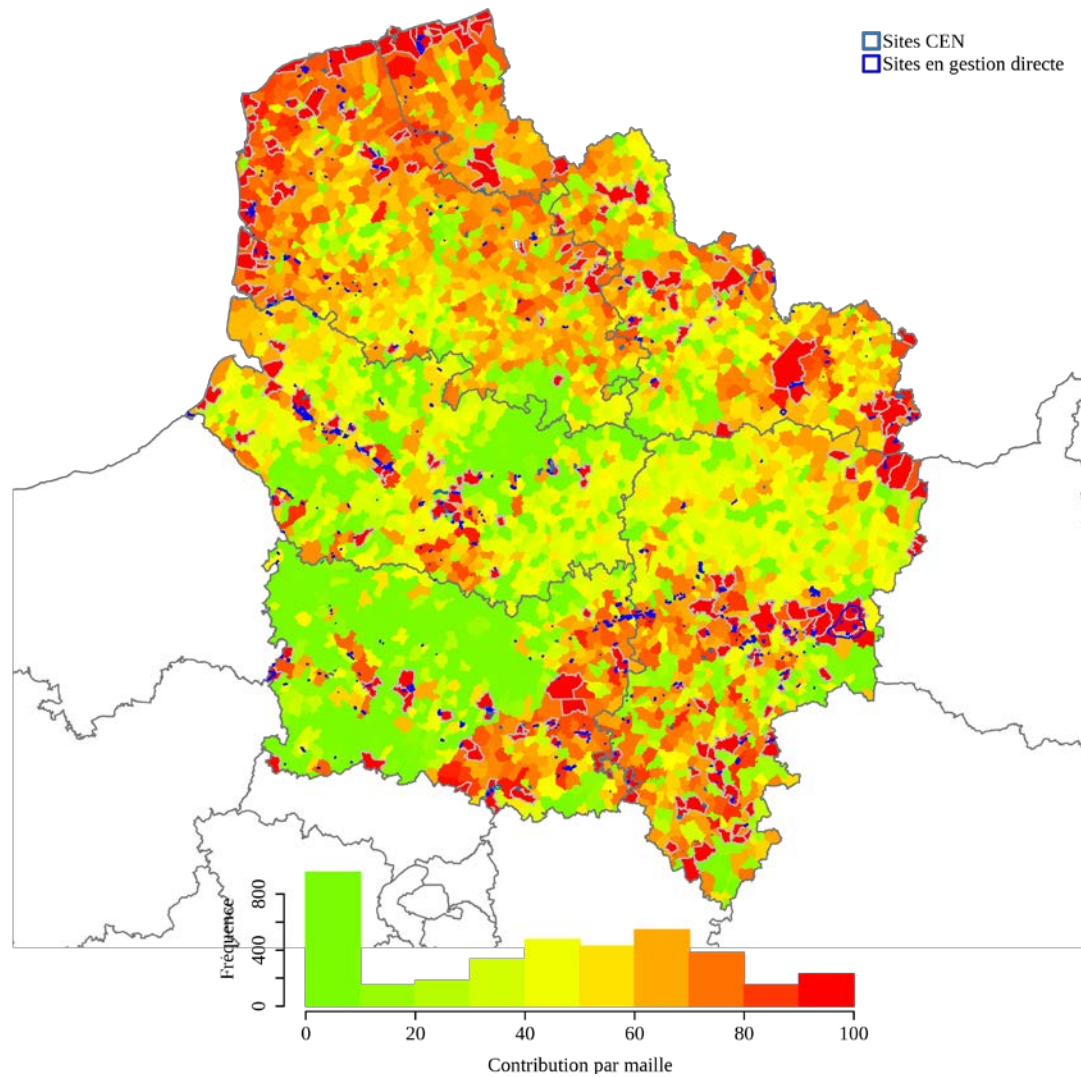 Sites CEN
Sites en gestion directe
Fréquence
800
400
0
0 20 40 60 80 100
Contribution par maille